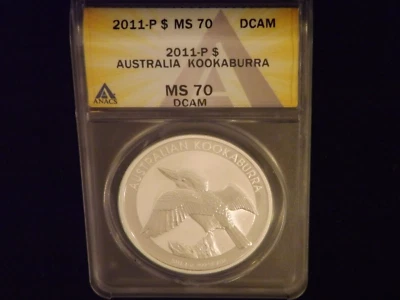 2011-P $ MS 70 DCAM
2011-P $
AUSTRALIA KOOKABURRA
MS 70
DCAM
ANACS
AUSTRALIAN KOOKABURRA